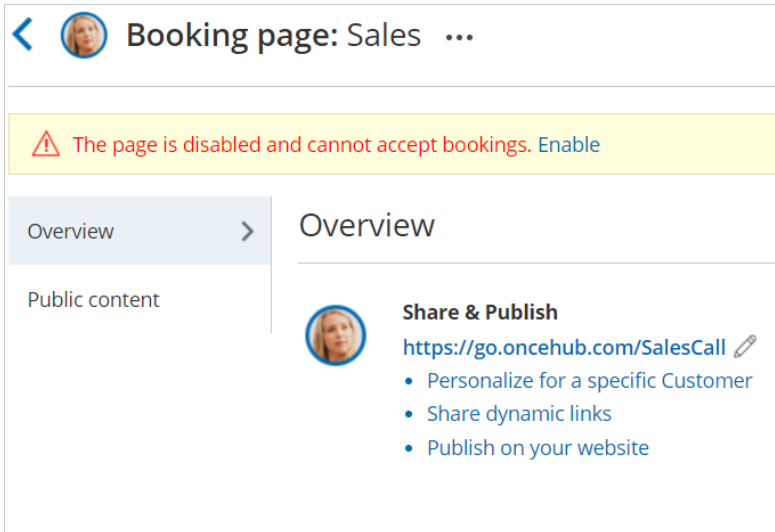 Booking page: Sales ...
The page is disabled and cannot accept bookings. Enable
Overview
Public content
Overview
Share & Publish
https://go.oncehub.com/SalesCall
• Personalize for a specific Customer
• Share dynamic links
• Publish on your website